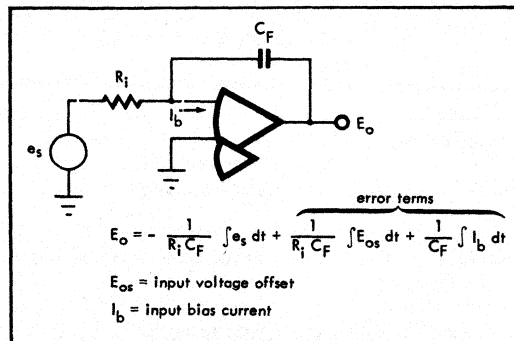 C_F
R_i
I_b
E_o
e_s
error terms
E_o = - 1/(R_i C_F) ∫e_s dt + 1/(R_i C_F) ∫E_os dt + 1/C_F ∫ I_b dt
E_os = input voltage offset
I_b = input bias current